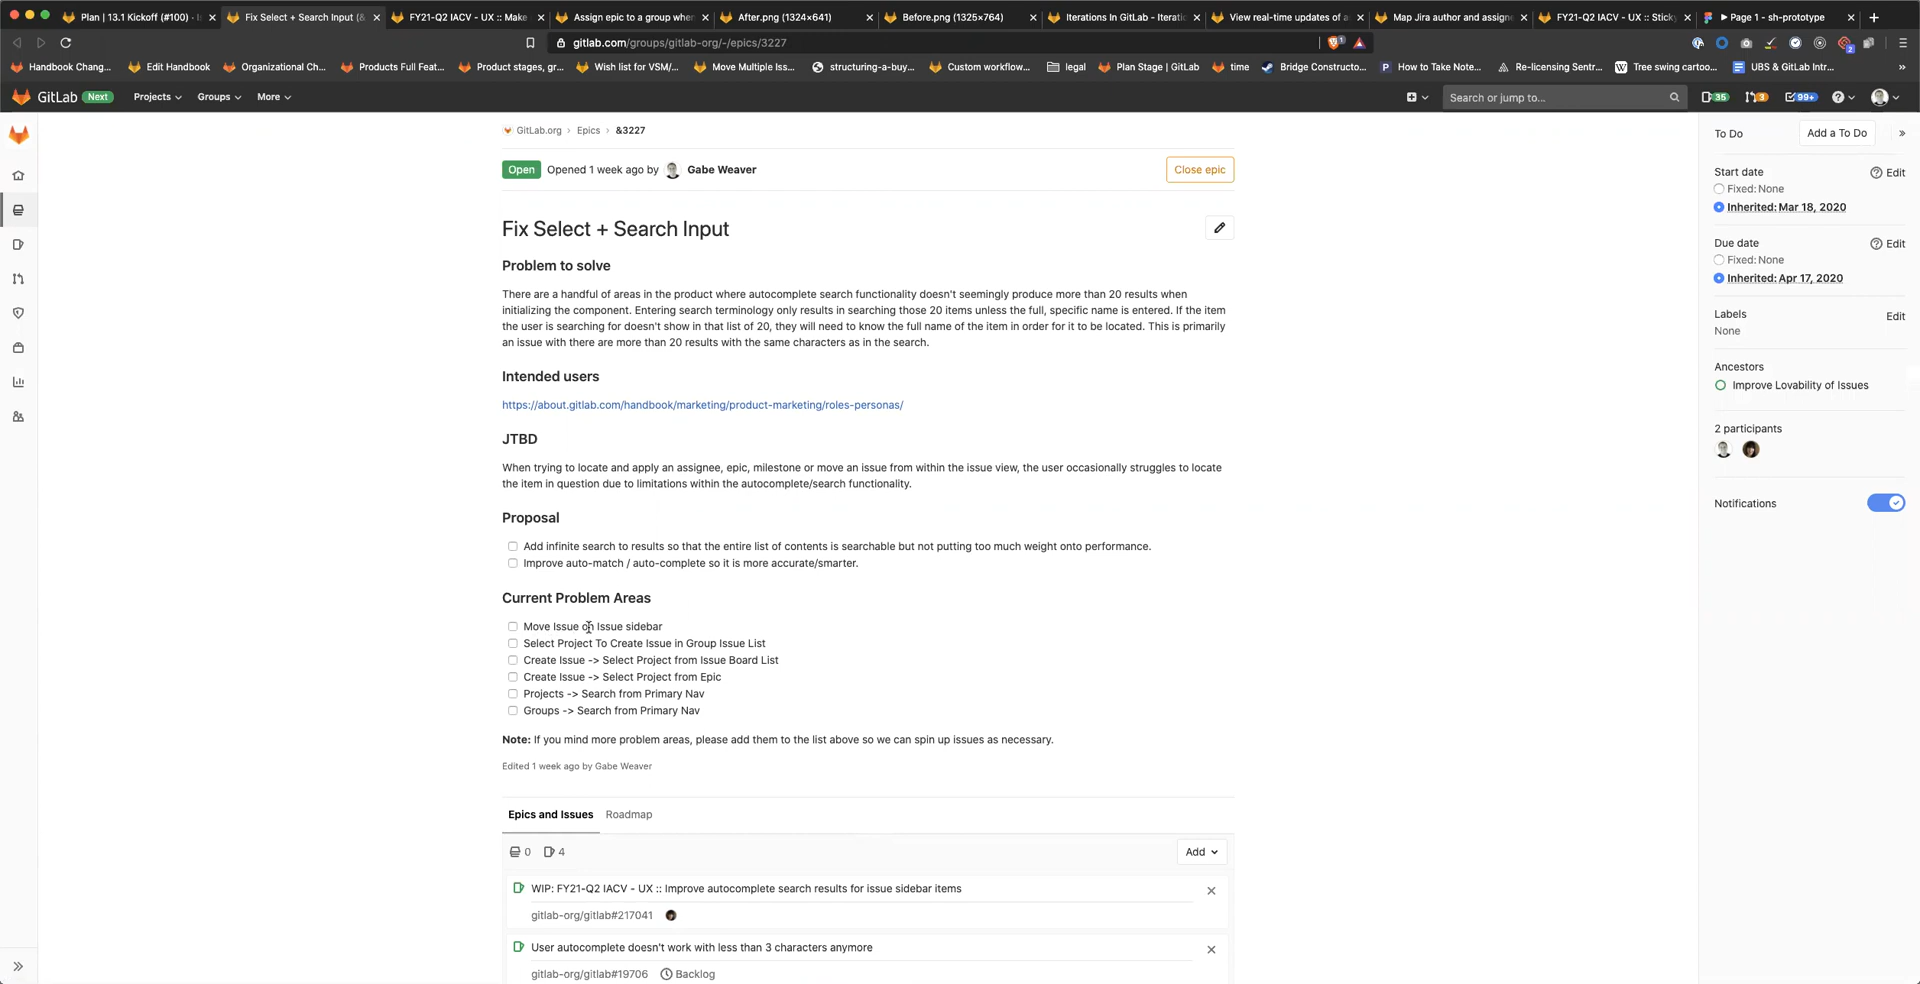 Plan | 13.1 Kickoff (#100) · I
Fix Select + Search Input (&
FY21-Q2 IACV - UX :: Make
Assign epic to a group when
After.png (1324×641)
Before.png (1325×764)
Iterations In GitLab - Iteratio
View real-time updates of a
Map Jira author and assigne
FY21-Q2 IACV - UX :: Sticky
Page 1 - sh-prototype
gitlab.com/groups/gitlab-org/-/epics/3227
Handbook Chang...
Edit Handbook
Organizational Ch...
Products Full Feat...
Product stages, gr...
Wish list for VSM/...
Move Multiple Iss...
structuring-a-buy...
Custom workflow...
legal
Plan Stage | GitLab
time
Bridge Constructo...
How to Take Note...
Re-licensing Sentr...
Tree swing cartoo...
UBS & GitLab Intr...
GitLab Next Projects Groups More
Search or jump to...
35
3
99+
GitLab.org › Epics › &3227
Open Opened 1 week ago by Gabe Weaver
Close epic
Fix Select + Search Input
Problem to solve
There are a handful of areas in the product where autocomplete search functionality doesn't seemingly produce more than 20 results when
initializing the component. Entering search terminology only results in searching those 20 items unless the full, specific name is entered. If the item
the user is searching for doesn't show in that list of 20, they will need to know the full name of the item in order for it to be located. This is primarily
an issue with there are more than 20 results with the same characters as in the search.
Intended users
https://about.gitlab.com/handbook/marketing/product-marketing/roles-personas/
JTBD
When trying to locate and apply an assignee, epic, milestone or move an issue from within the issue view, the user occasionally struggles to locate
the item in question due to limitations within the autocomplete/search functionality.
Proposal
Add infinite search to results so that the entire list of contents is searchable but not putting too much weight onto performance.
Improve auto-match / auto-complete so it is more accurate/smarter.
Current Problem Areas
Move Issue on Issue sidebar
Select Project To Create Issue in Group Issue List
Create Issue -> Select Project from Issue Board List
Create Issue -> Select Project from Epic
Projects -> Search from Primary Nav
Groups -> Search from Primary Nav
Note: If you mind more problem areas, please add them to the list above so we can spin up issues as necessary.
Edited 1 week ago by Gabe Weaver
Epics and Issues Roadmap
0 4
Add
WIP: FY21-Q2 IACV - UX :: Improve autocomplete search results for issue sidebar items
gitlab-org/gitlab#217041
User autocomplete doesn't work with less than 3 characters anymore
gitlab-org/gitlab#19706 Backlog
To Do Add a To Do
Start date Edit
Fixed: None
Inherited: Mar 18, 2020
Due date Edit
Fixed: None
Inherited: Apr 17, 2020
Labels Edit
None
Ancestors
Improve Lovability of Issues
2 participants
Notifications